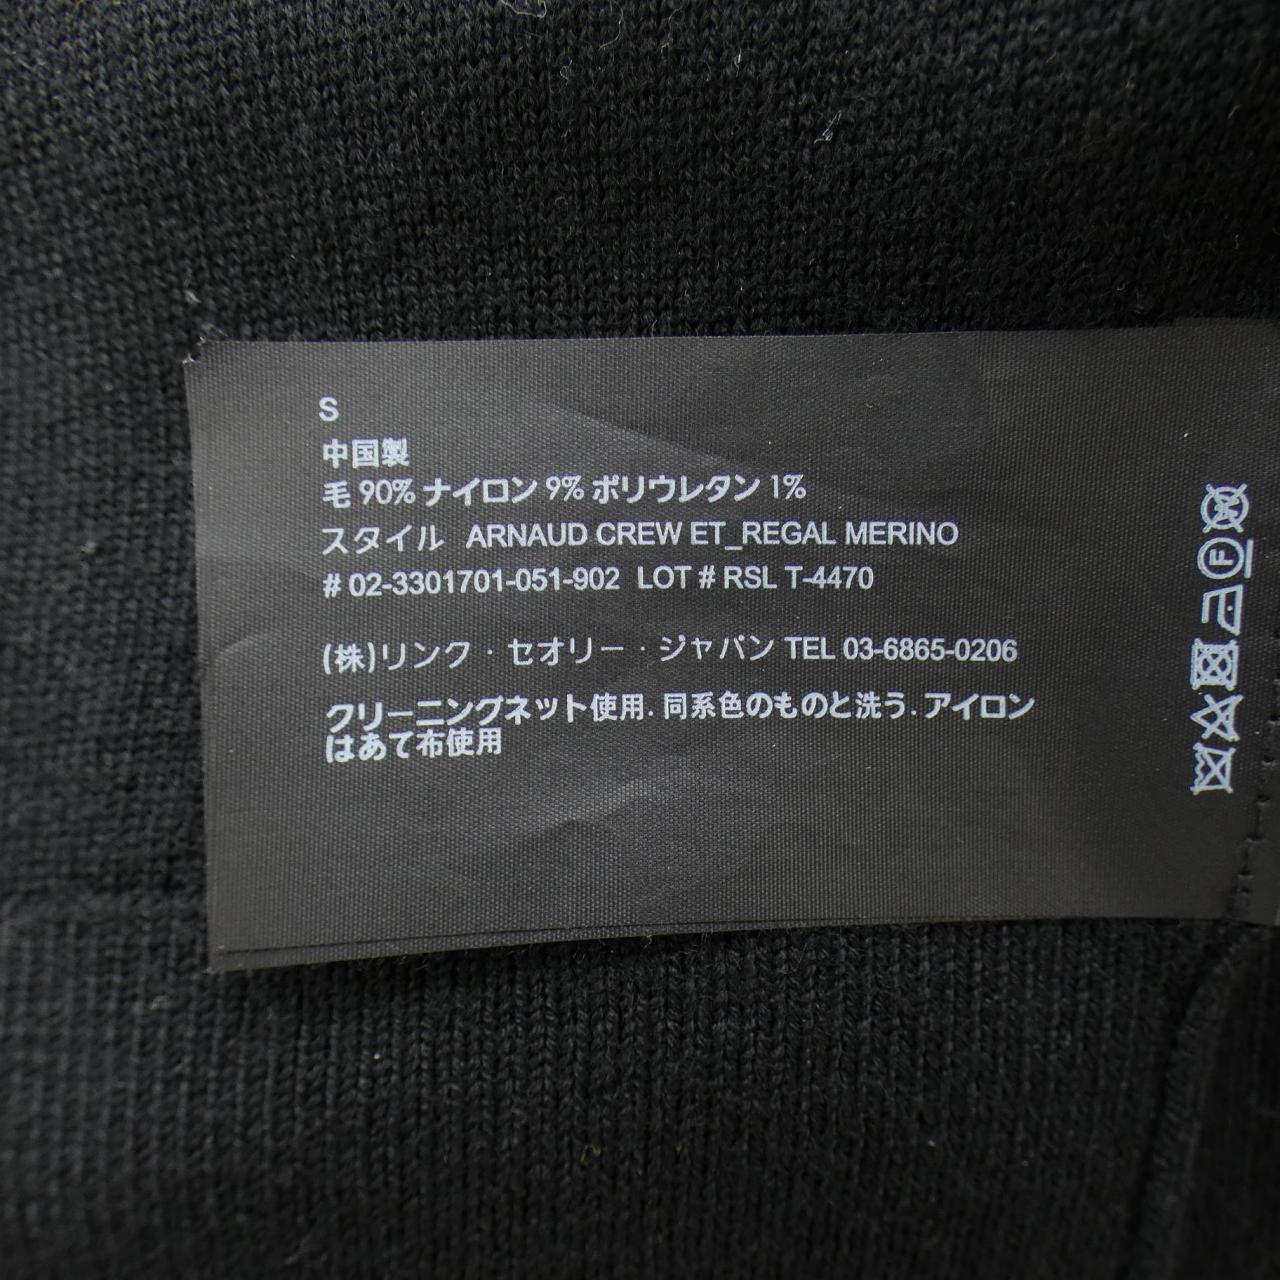 S
中国製
毛 90% ナイロン 9% ポリウレタン 1%
スタイル ARNAUD CREW ET_REGAL MERINO
# 02-3301701-051-902 LOT # RSL T-4470
(株)リンク・セオリー・ジャパン TEL 03-6865-0206
クリーニングネット使用. 同系色のものと洗う. アイロン
はあて布使用
F